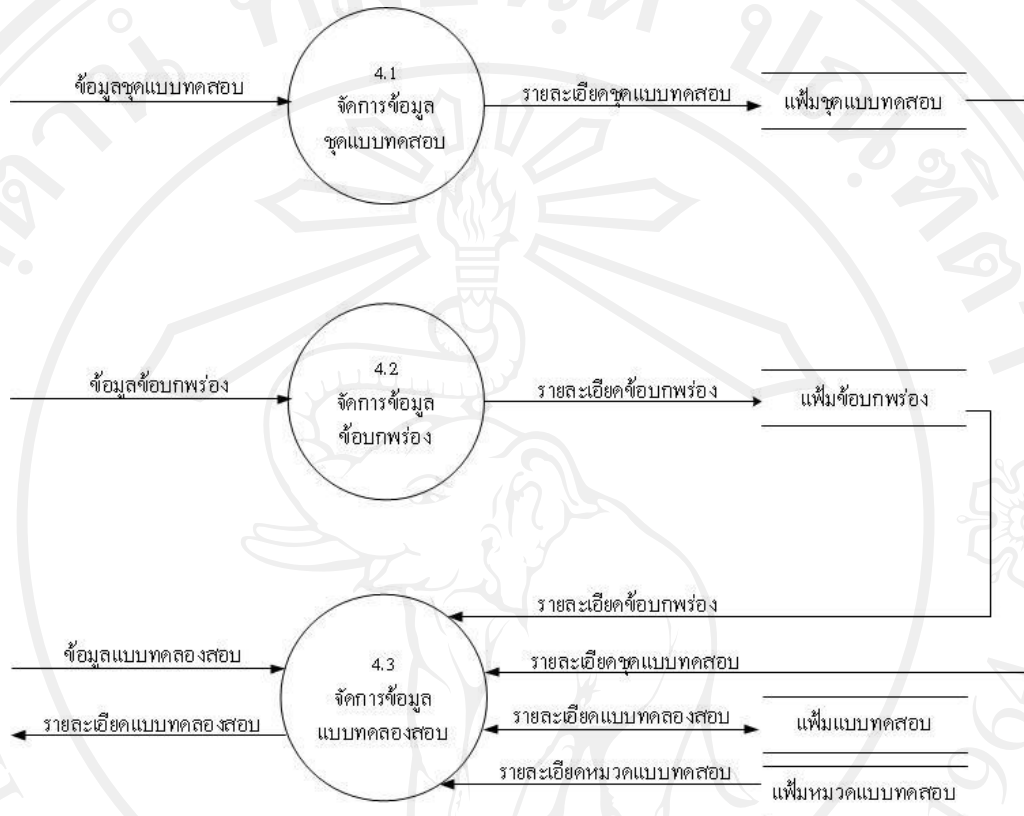 4.1
ข้อมูลชุดแบบทดสอบ
จัดการข้อมูล
ชุดแบบทดสอบ
รายละเอียดชุดแบบทดสอบ
แฟ้มชุดแบบทดสอบ
4.2
ข้อมูลข้อบกพร่อง
จัดการข้อมูล
ข้อบกพร่อง
รายละเอียดข้อบกพร่อง
แฟ้มข้อบกพร่อง
รายละเอียดข้อบกพร่อง
ข้อมูลแบบทดลองสอบ
4.3
จัดการข้อมูล
แบบทดลองสอบ
รายละเอียดชุดแบบทดสอบ
รายละเอียดแบบทดลองสอบ
รายละเอียดแบบทดลองสอบ
แฟ้มแบบทดสอบ
รายละเอียดหมวดแบบทดสอบ
แฟ้มหมวดแบบทดสอบ